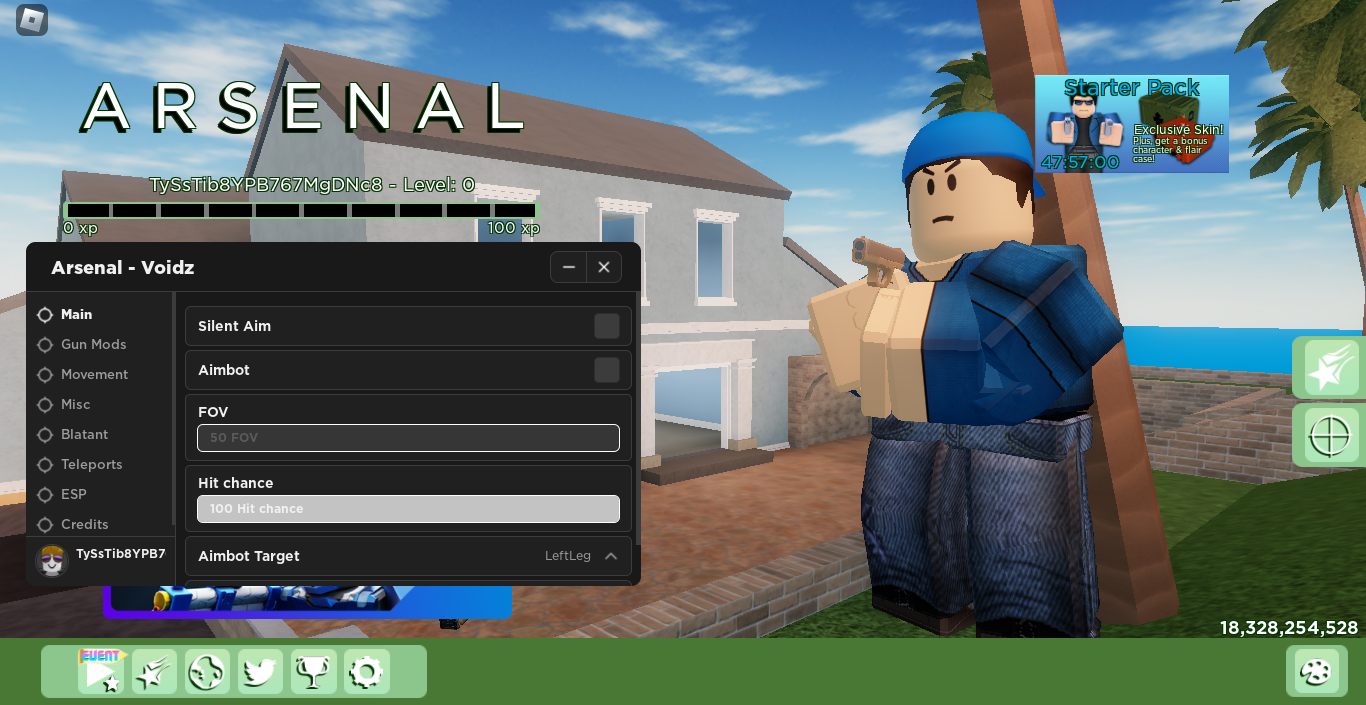 ARSENAL
Starter Pack
Exclusive Skin!
Plus, get a bonus
character & flair
case!
47:57:00
TySsTib8YPB767MgDNc8 - Level: 0
0 xp
100 xp
Arsenal - Voidz
Main
Gun Mods
Movement
Misc
Blatant
Teleports
ESP
Credits
TySsTib8YPB7
Silent Aim
Aimbot
FOV
50 FOV
Hit chance
100 Hit chance
Aimbot Target
LeftLeg
18,328,254,528
EVENT